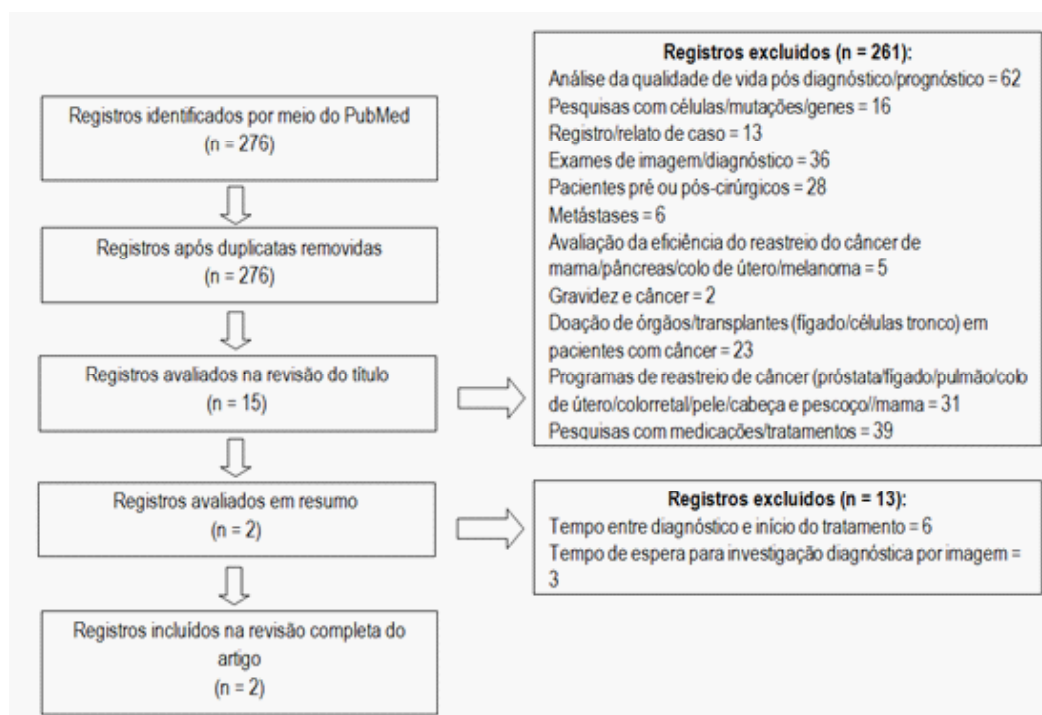 Registros identificados por meio do PubMed
(n = 276)
Registros após duplicatas removidas
(n = 276)
Registros avaliados na revisão do título
(n = 15)
Registros avaliados em resumo
(n = 2)
Registros incluídos na revisão completa do
artigo
(n = 2)
Registros excluidos (n = 261):
Análise da qualidade de vida pós diagnóstico/prognóstico = 62
Pesquisas com células/mutações/genes = 16
Registro/relato de caso = 13
Exames de imagem/diagnóstico = 36
Pacientes pré ou pós-cirúrgicos = 28
Metástases = 6
Avaliação da eficiência do reastreio do câncer de
mama/pâncreas/colo de útero/melanoma = 5
Gravidez e câncer = 2
Doação de órgãos/transplantes (fígado/células tronco) em
pacientes com câncer = 23
Programas de reastreio de câncer (próstata/fígado/pulmão/colo
de útero/colorretal/pele/cabeça e pescoço//mama = 31
Pesquisas com medicações/tratamentos = 39
Registros excluidos (n = 13):
Tempo entre diagnóstico e início do tratamento = 6
Tempo de espera para investigação diagnóstica por imagem =
3